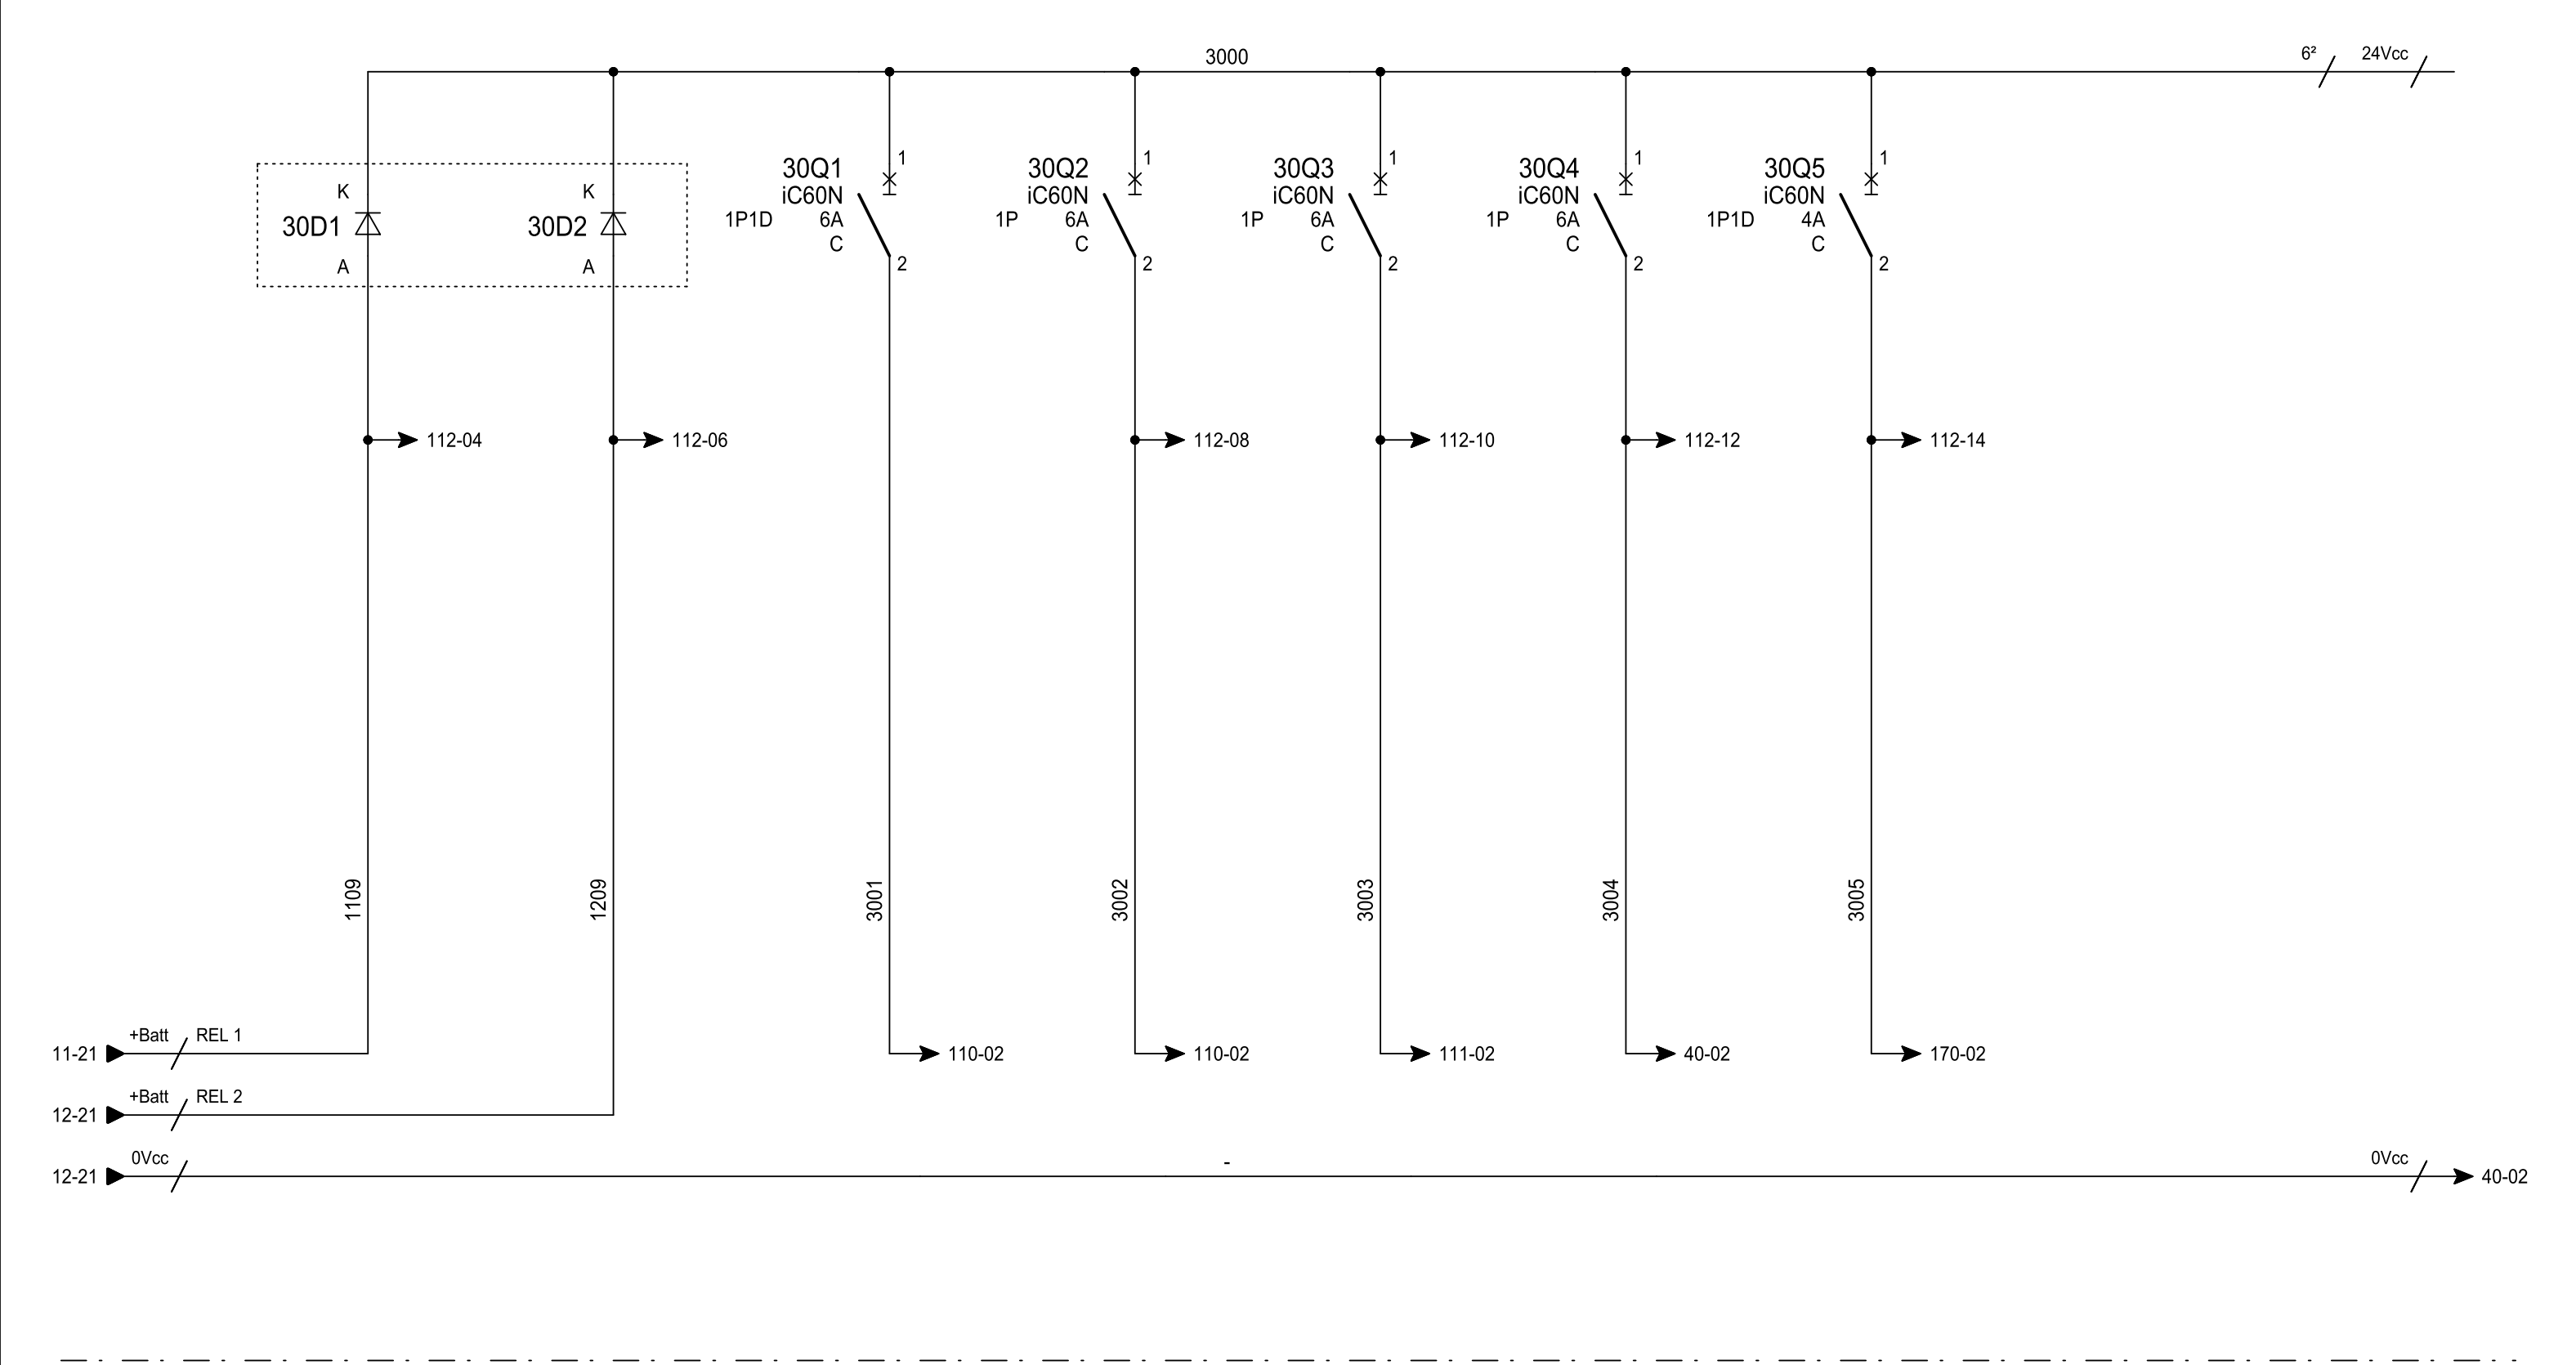 3000
6² 24Vcc
30Q1 1
iC60N
1P1D 6A
C
2
30Q2 1
iC60N
1P 6A
C
2
30Q3 1
iC60N
1P 6A
C
2
30Q4 1
iC60N
1P 6A
C
2
30Q5 1
iC60N
1P1D 4A
C
2
K
30D1
A
K
30D2
A
112-04
112-06
112-08
112-10
112-12
112-14
1109
1209
3001
3002
3003
3004
3005
11-21 +Batt REL 1
110-02
110-02
111-02
40-02
170-02
12-21 +Batt REL 2
12-21 0Vcc
-
0Vcc 40-02